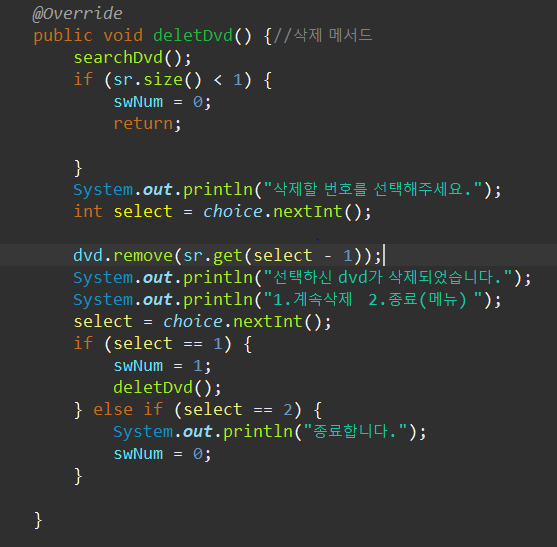 @Override
public void deletDvd() {//삭제 메서드
searchDvd();
if (sr.size() < 1) {
swNum = 0;
return;
}
System.out.println("삭제할 번호를 선택해주세요.");
int select = choice.nextInt();
dvd.remove(sr.get(select - 1));
System.out.println("선택하신 dvd가 삭제되었습니다.");
System.out.println("1.계속삭제  2.종료(메뉴) ");
select = choice.nextInt();
if (select == 1) {
swNum = 1;
deletDvd();
} else if (select == 2) {
System.out.println("종료합니다.");
swNum = 0;
}
}